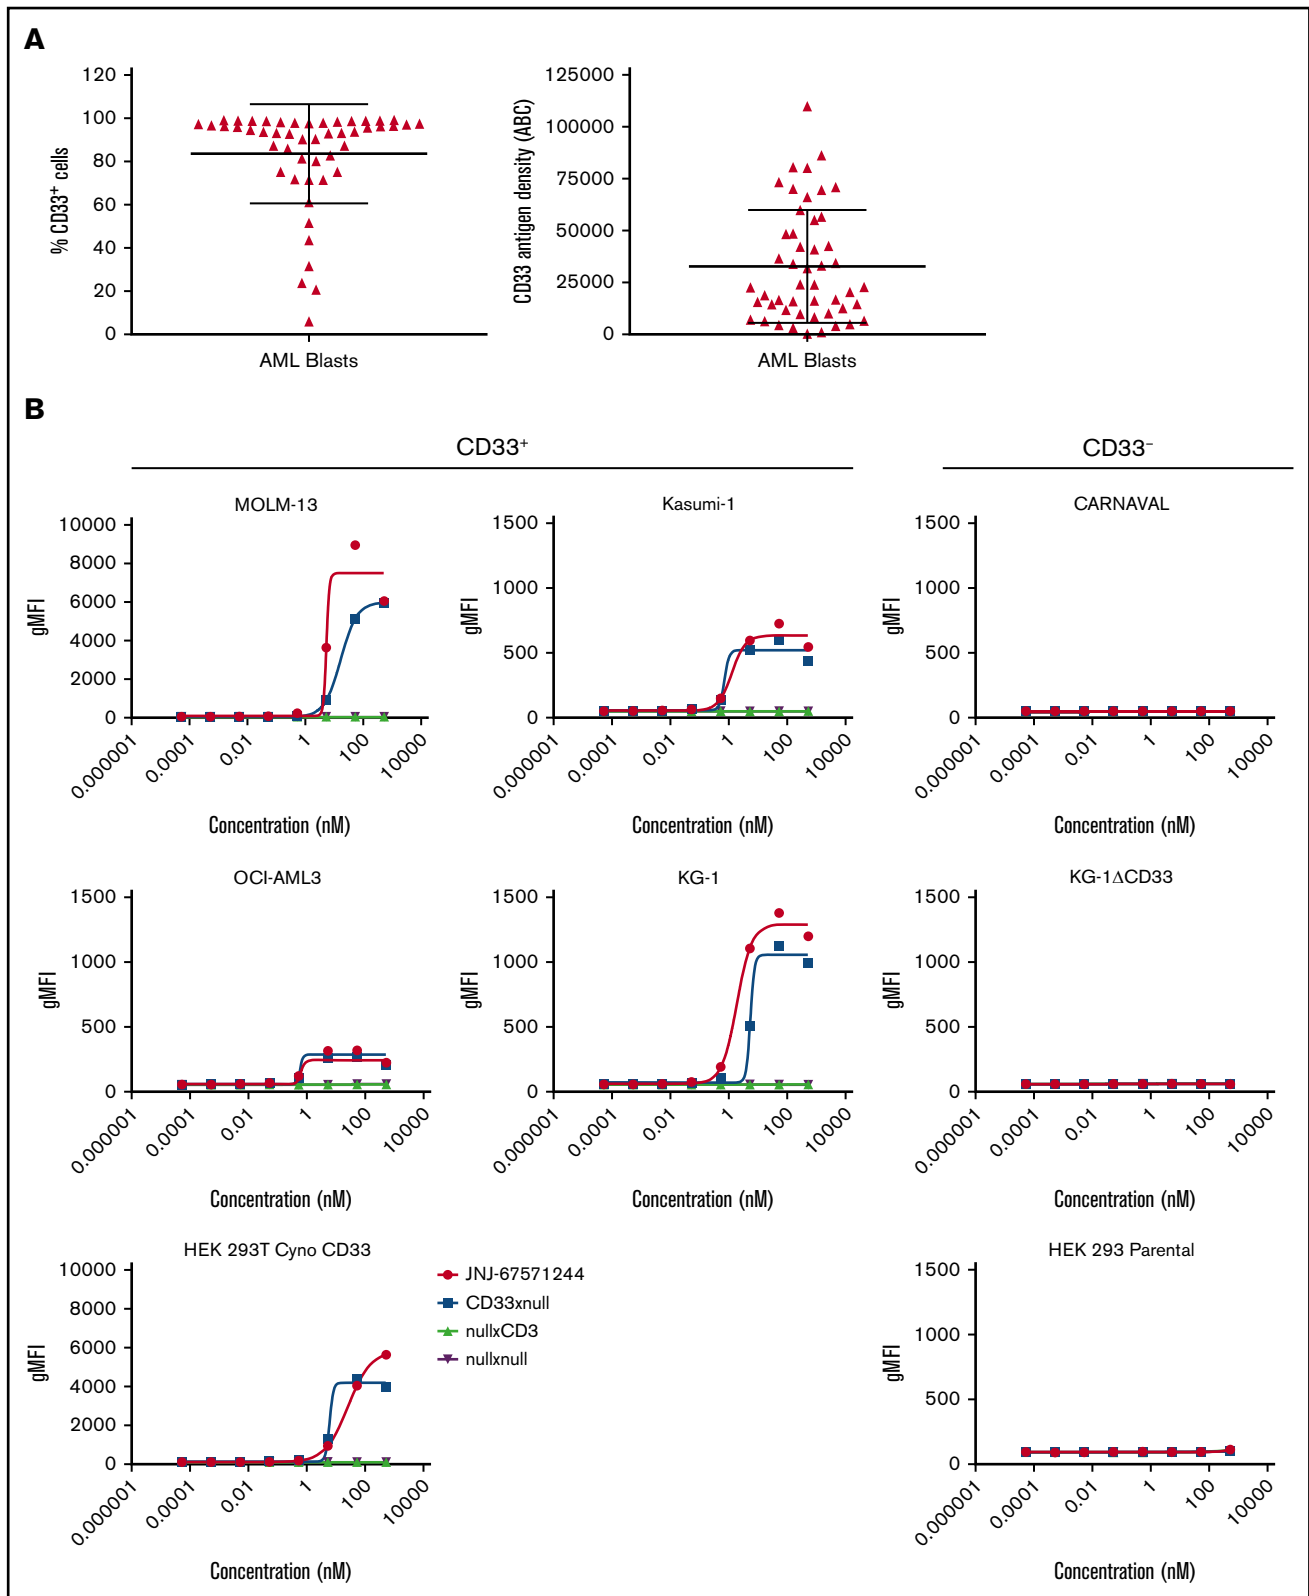 A
120
100
80
60
40
20
0
% CD33+ cells
AML Blasts
125000
100000
75000
50000
25000
0
CD33 antigen density (ABC)
AML Blasts
B
CD33+
CD33–
MOLM-13
10000
8000
6000
4000
2000
0
gMFI
0.000001
0.0001
0.01
1
100
10000
Concentration (nM)
Kasumi-1
1500
1000
500
0
gMFI
0.000001
0.0001
0.01
1
100
10000
Concentration (nM)
CARNAVAL
1500
1000
500
0
gMFI
0.000001
0.0001
0.01
1
100
10000
Concentration (nM)
OCI-AML3
1500
1000
500
0
gMFI
0.000001
0.0001
0.01
1
100
10000
Concentration (nM)
KG-1
1500
1000
500
0
gMFI
0.000001
0.0001
0.01
1
100
10000
Concentration (nM)
KG-1ΔCD33
1500
1000
500
0
gMFI
0.000001
0.0001
0.01
1
100
10000
Concentration (nM)
HEK 293T Cyno CD33
10000
8000
6000
4000
2000
0
gMFI
0.000001
0.0001
0.01
1
100
10000
Concentration (nM)
JNJ-67571244
CD33xnull
nullxCD3
nullxnull
HEK 293 Parental
1500
1000
500
0
gMFI
0.000001
0.0001
0.01
1
100
10000
Concentration (nM)